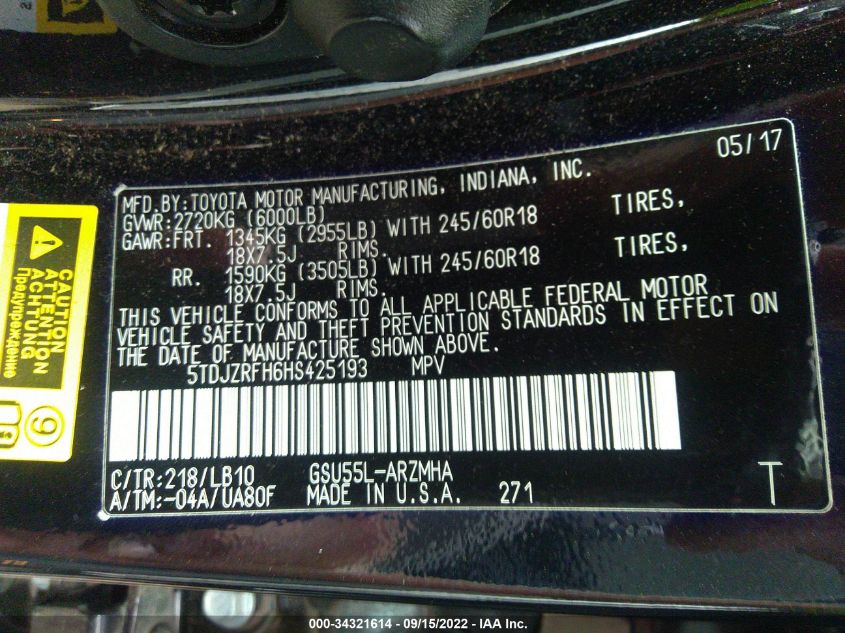 05/17
MFD.BY:TOYOTA MOTOR MANUFACTURING, INDIANA, INC.
GVWR:2720KG (6000LB)
GAWR:FRT. 1345KG (2955LB) WITH 245/60R18 TIRES,
18X7.5J RIMS.
RR. 1590KG (3505LB) WITH 245/60R18 TIRES,
18X7.5J RIMS.
THIS VEHICLE CONFORMS TO ALL APPLICABLE FEDERAL MOTOR
VEHICLE SAFETY AND THEFT PREVENTION STANDARDS IN EFFECT ON
THE DATE OF MANUFACTURE SHOWN ABOVE.
5TDJZRFH6HS425193 MPV
C/TR:218/LB10 GSU55L-ARZMHA
A/TM:-04A/UA80F MADE IN U.S.A. 271 T
CAUTION
ATTENTION
ACHTUNG
Предупреждение
9
000-34321614 - 09/15/2022 - IAA Inc.